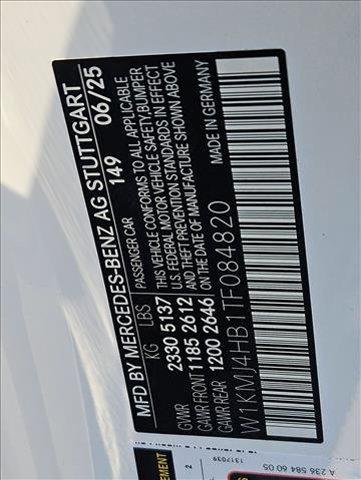 MFD BY MERCEDES-BENZ AG STUTTGART
149 06/25
KG LBS PASSENGER CAR
GVWR 2330 5137 THIS VEHICLE CONFORMS TO ALL APPLICABLE
U.S. FEDERAL MOTOR VEHICLE SAFETY, BUMPER
GAWR FRONT 1185 2612 AND THEFT PREVENTION STANDARDS IN EFFECT
GAWR REAR 1200 2646 ON THE DATE OF MANUFACTURE SHOWN ABOVE
W1KMJ4HB1TF084820 MADE IN GERMANY
A 236 584 60 05
1317039
2